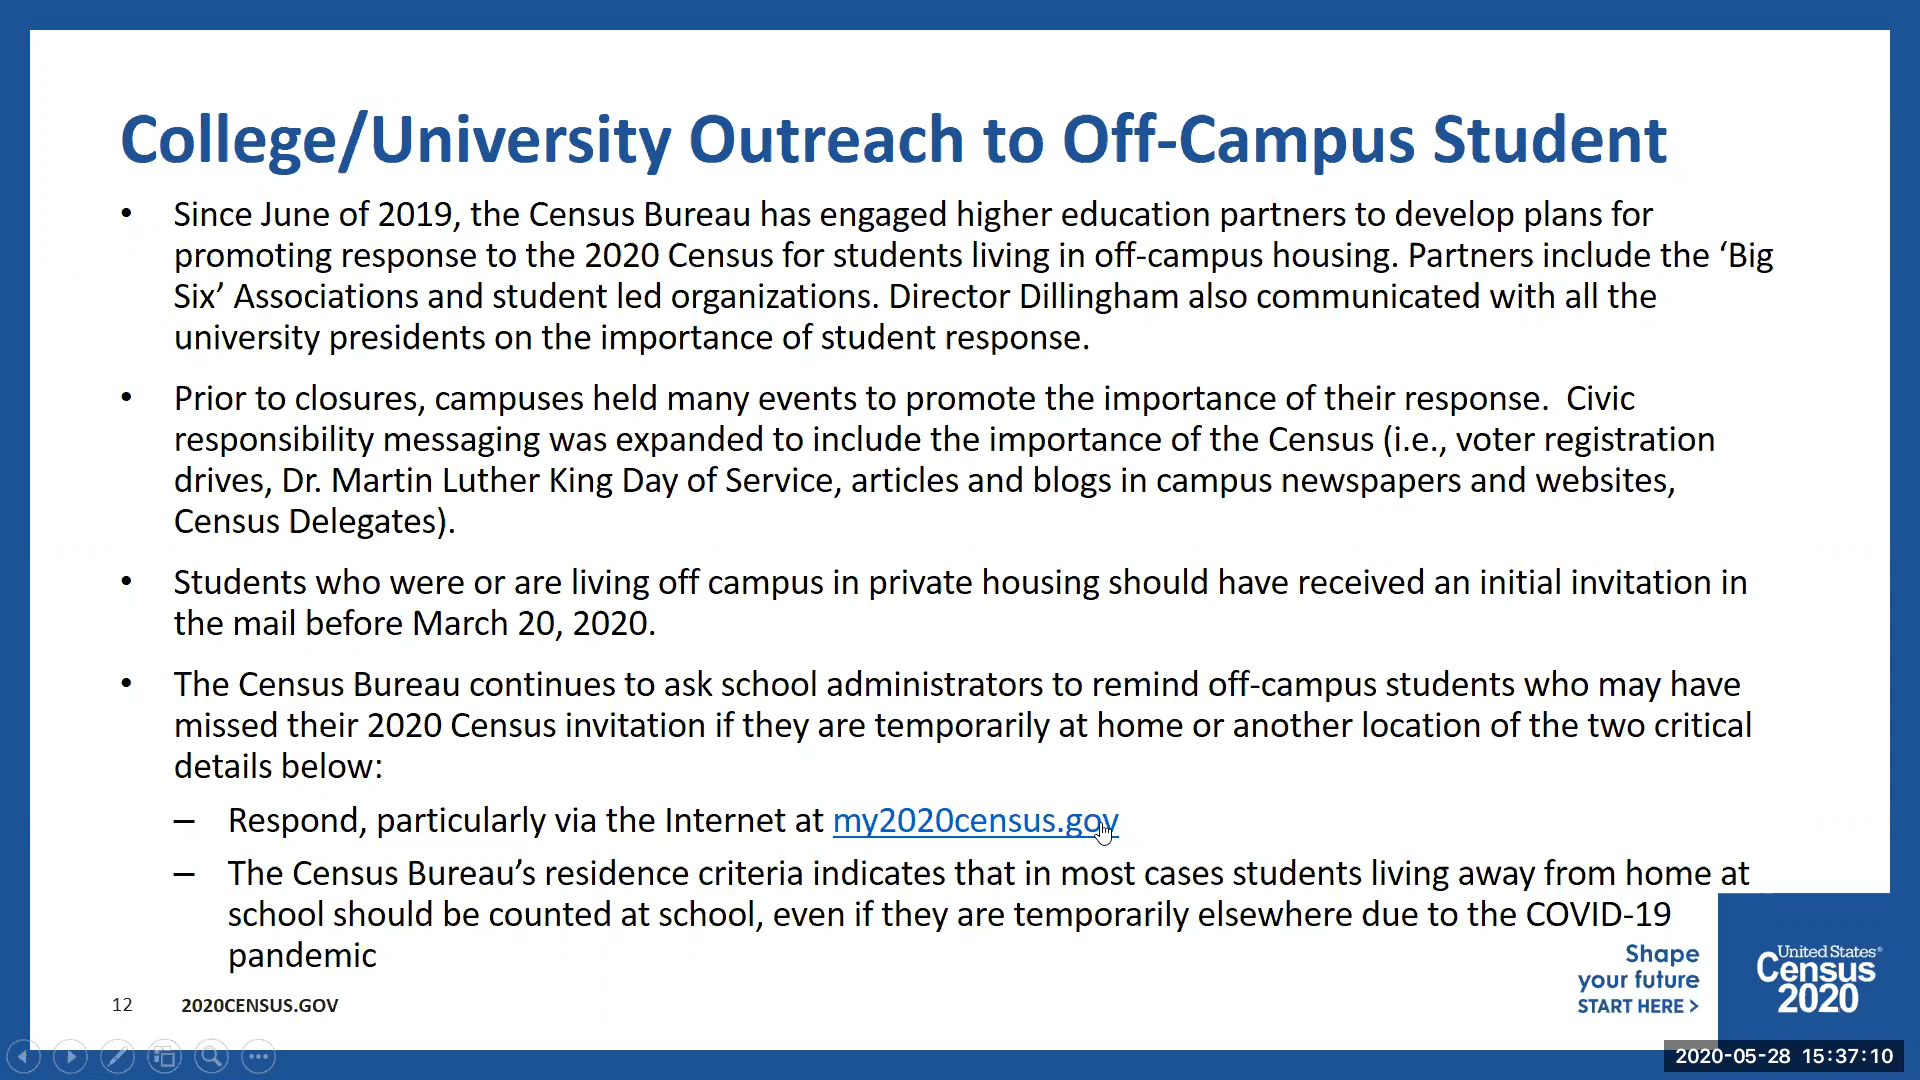 College/University Outreach to Off-Campus Student
• Since June of 2019, the Census Bureau has engaged higher education partners to develop plans for
promoting response to the 2020 Census for students living in off-campus housing. Partners include the ‘Big
Six’ Associations and student led organizations. Director Dillingham also communicated with all the
university presidents on the importance of student response.
• Prior to closures, campuses held many events to promote the importance of their response.  Civic
responsibility messaging was expanded to include the importance of the Census (i.e., voter registration
drives, Dr. Martin Luther King Day of Service, articles and blogs in campus newspapers and websites,
Census Delegates).
• Students who were or are living off campus in private housing should have received an initial invitation in
the mail before March 20, 2020.
• The Census Bureau continues to ask school administrators to remind off-campus students who may have
missed their 2020 Census invitation if they are temporarily at home or another location of the two critical
details below:
– Respond, particularly via the Internet at my2020census.gov
– The Census Bureau’s residence criteria indicates that in most cases students living away from home at
school should be counted at school, even if they are temporarily elsewhere due to the COVID-19
pandemic
12 2020CENSUS.GOV
Shape
your future
START HERE >
United States®
Census
2020
2020-05-28 15:37:10